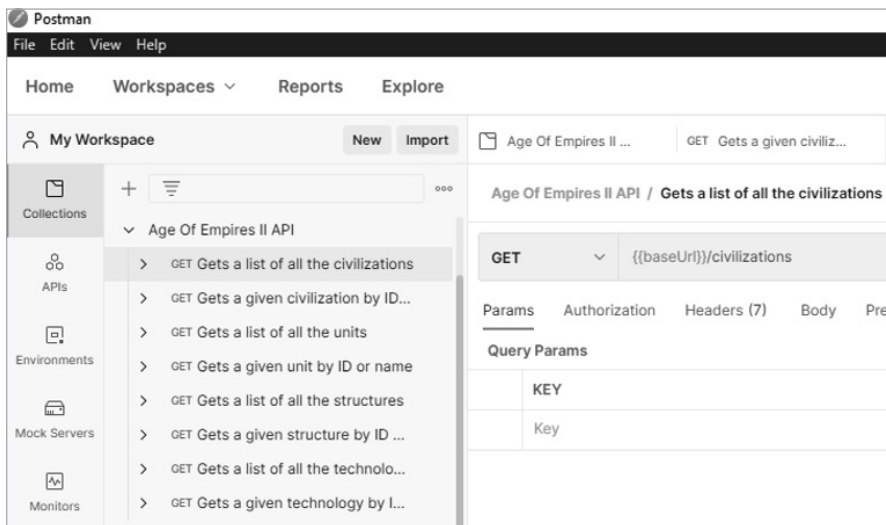 Postman
File Edit View Help
Home Workspaces Reports Explore
My Workspace New Import
Age Of Empires II ... GET Gets a given civiliz...
Collections
APIs
Environments
Mock Servers
Monitors
Age Of Empires II API
GET Gets a list of all the civilizations
GET Gets a given civilization by ID...
GET Gets a list of all the units
GET Gets a given unit by ID or name
GET Gets a list of all the structures
GET Gets a given structure by ID ...
GET Gets a list of all the technolo...
GET Gets a given technology by I...
Age Of Empires II API / Gets a list of all the civilizations
GET {{baseUrl}}/civilizations
Params Authorization Headers (7) Body Pre
Query Params
KEY
Key